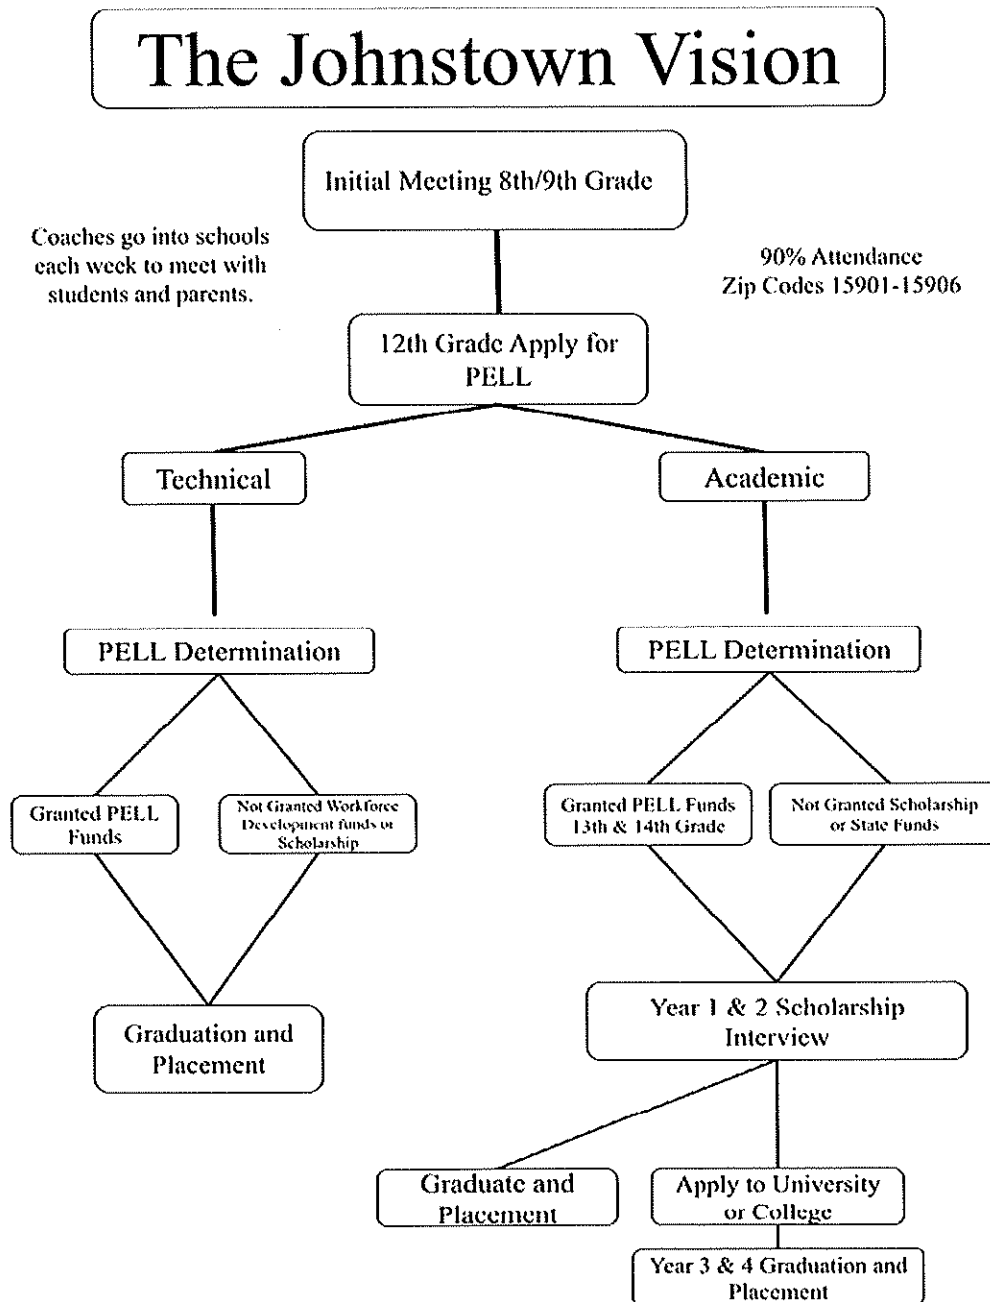 The Johnstown Vision
Initial Meeting 8th/9th Grade
Coaches go into schools
each week to meet with
students and parents.
90% Attendance
Zip Codes 15901-15906
12th Grade Apply for
PELL
Technical
Academic
PELL Determination
PELL Determination
Granted PELL
Funds
Not Granted Workforce
Development funds or
Scholarship
Granted PELL Funds
13th & 14th Grade
Not Granted Scholarship
or State Funds
Graduation and
Placement
Year 1 & 2 Scholarship
Interview
Graduate and
Placement
Apply to University
or College
Year 3 & 4 Graduation and
Placement